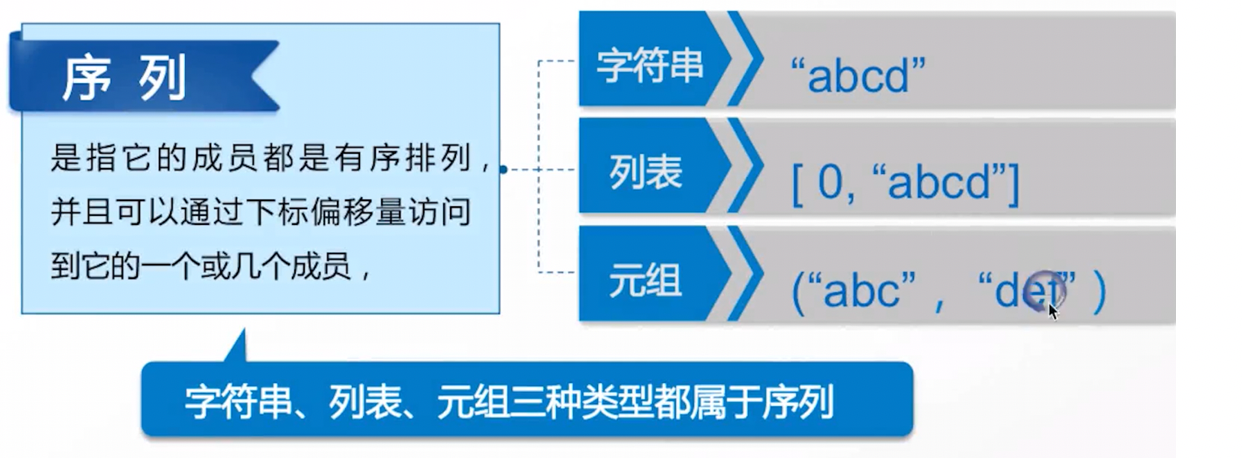 序 列
是指它的成员都是有序排列，
并且可以通过下标偏移量访问
到它的一个或几个成员，
字符串 “abcd”
列表 [ 0, “abcd”]
元组 (“abc” ， “def” )
字符串、列表、元组三种类型都属于序列